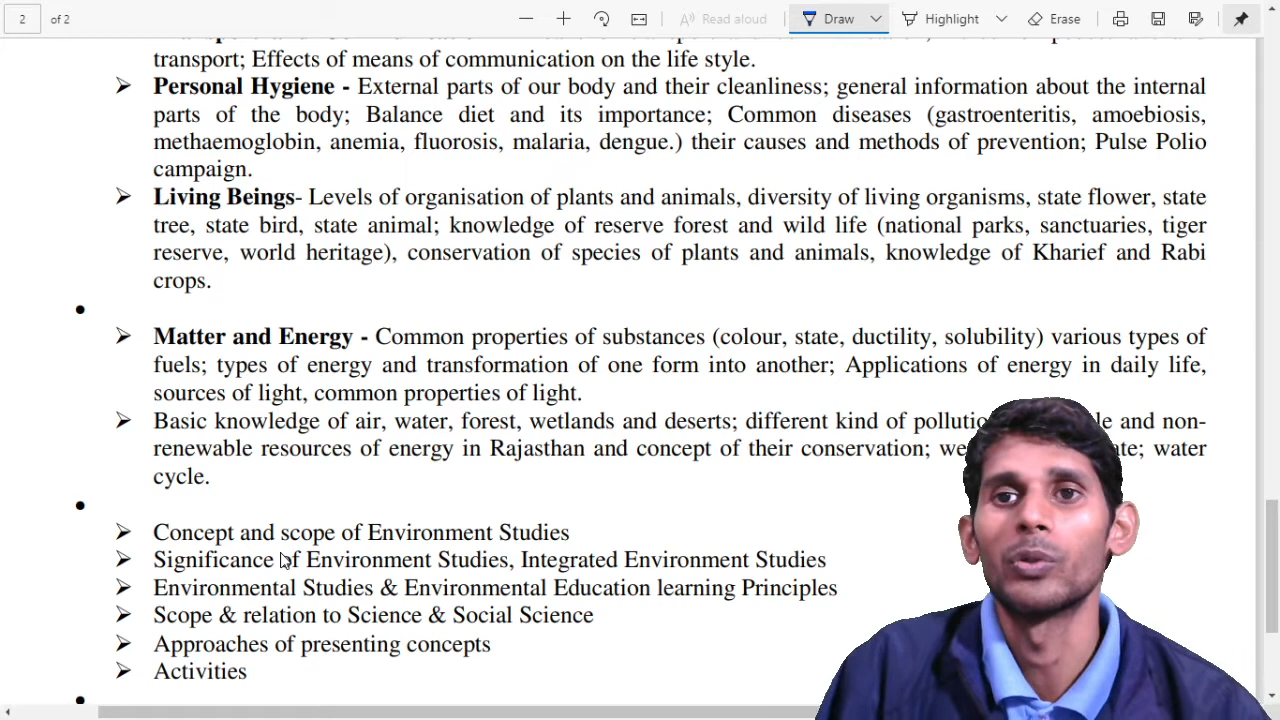 2 of 2 Read aloud Draw Highlight Erase
transport; Effects of means of communication on the life style.
Personal Hygiene - External parts of our body and their cleanliness; general information about the internal
parts of the body; Balance diet and its importance; Common diseases (gastroenteritis, amoebiosis,
methaemoglobin, anemia, fluorosis, malaria, dengue.) their causes and methods of prevention; Pulse Polio
campaign.
Living Beings- Levels of organisation of plants and animals, diversity of living organisms, state flower, state
tree, state bird, state animal; knowledge of reserve forest and wild life (national parks, sanctuaries, tiger
reserve, world heritage), conservation of species of plants and animals, knowledge of Kharief and Rabi
crops.
Matter and Energy - Common properties of substances (colour, state, ductility, solubility) various types of
fuels; types of energy and transformation of one form into another; Applications of energy in daily life,
sources of light, common properties of light.
Basic knowledge of air, water, forest, wetlands and deserts; different kind of and non-
renewable resources of energy in Rajasthan and concept of their conservation; water
cycle.
Concept and scope of Environment Studies
Significance of Environment Studies, Integrated Environment Studies
Environmental Studies & Environmental Education learning Principles
Scope & relation to Science & Social Science
Approaches of presenting concepts
Activities